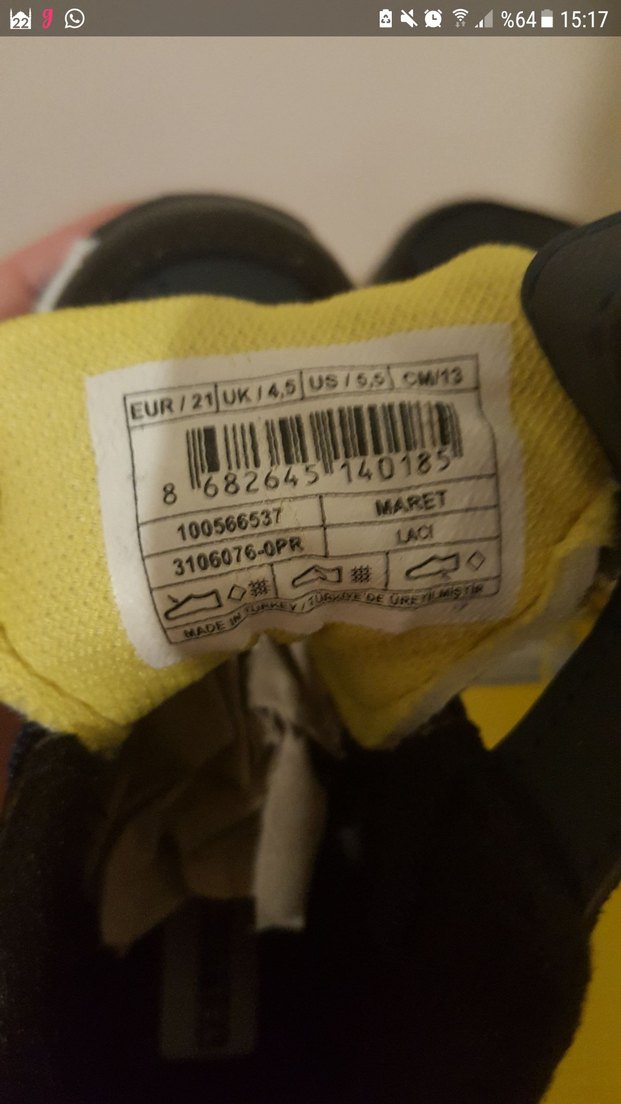 22 g %64 15:17
EUR / 21 UK / 4,5 US / 5,5 CM/13
8 682645 140185
100566537 MARET
3106076-0PR LACI
MADE IN TURKEY / TÜRKİYE'DE ÜRETİLMİŞTİR